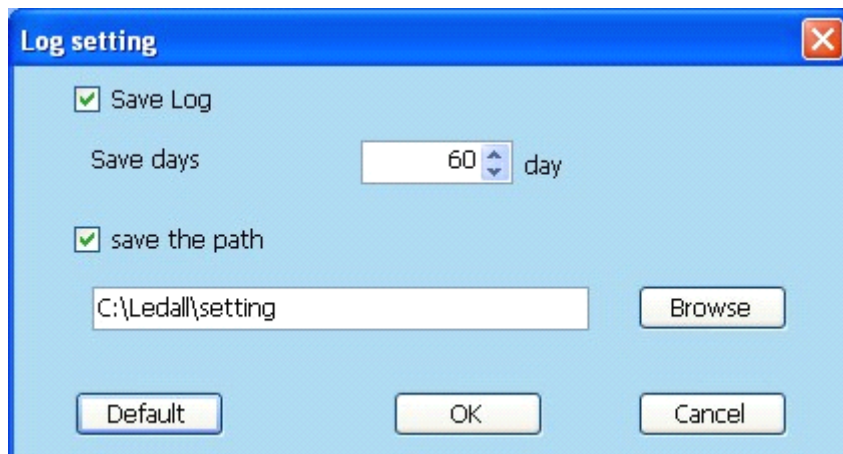 Log setting
Save Log
Save days 60 day
save the path
C:\Ledall\setting Browse
Default OK Cancel